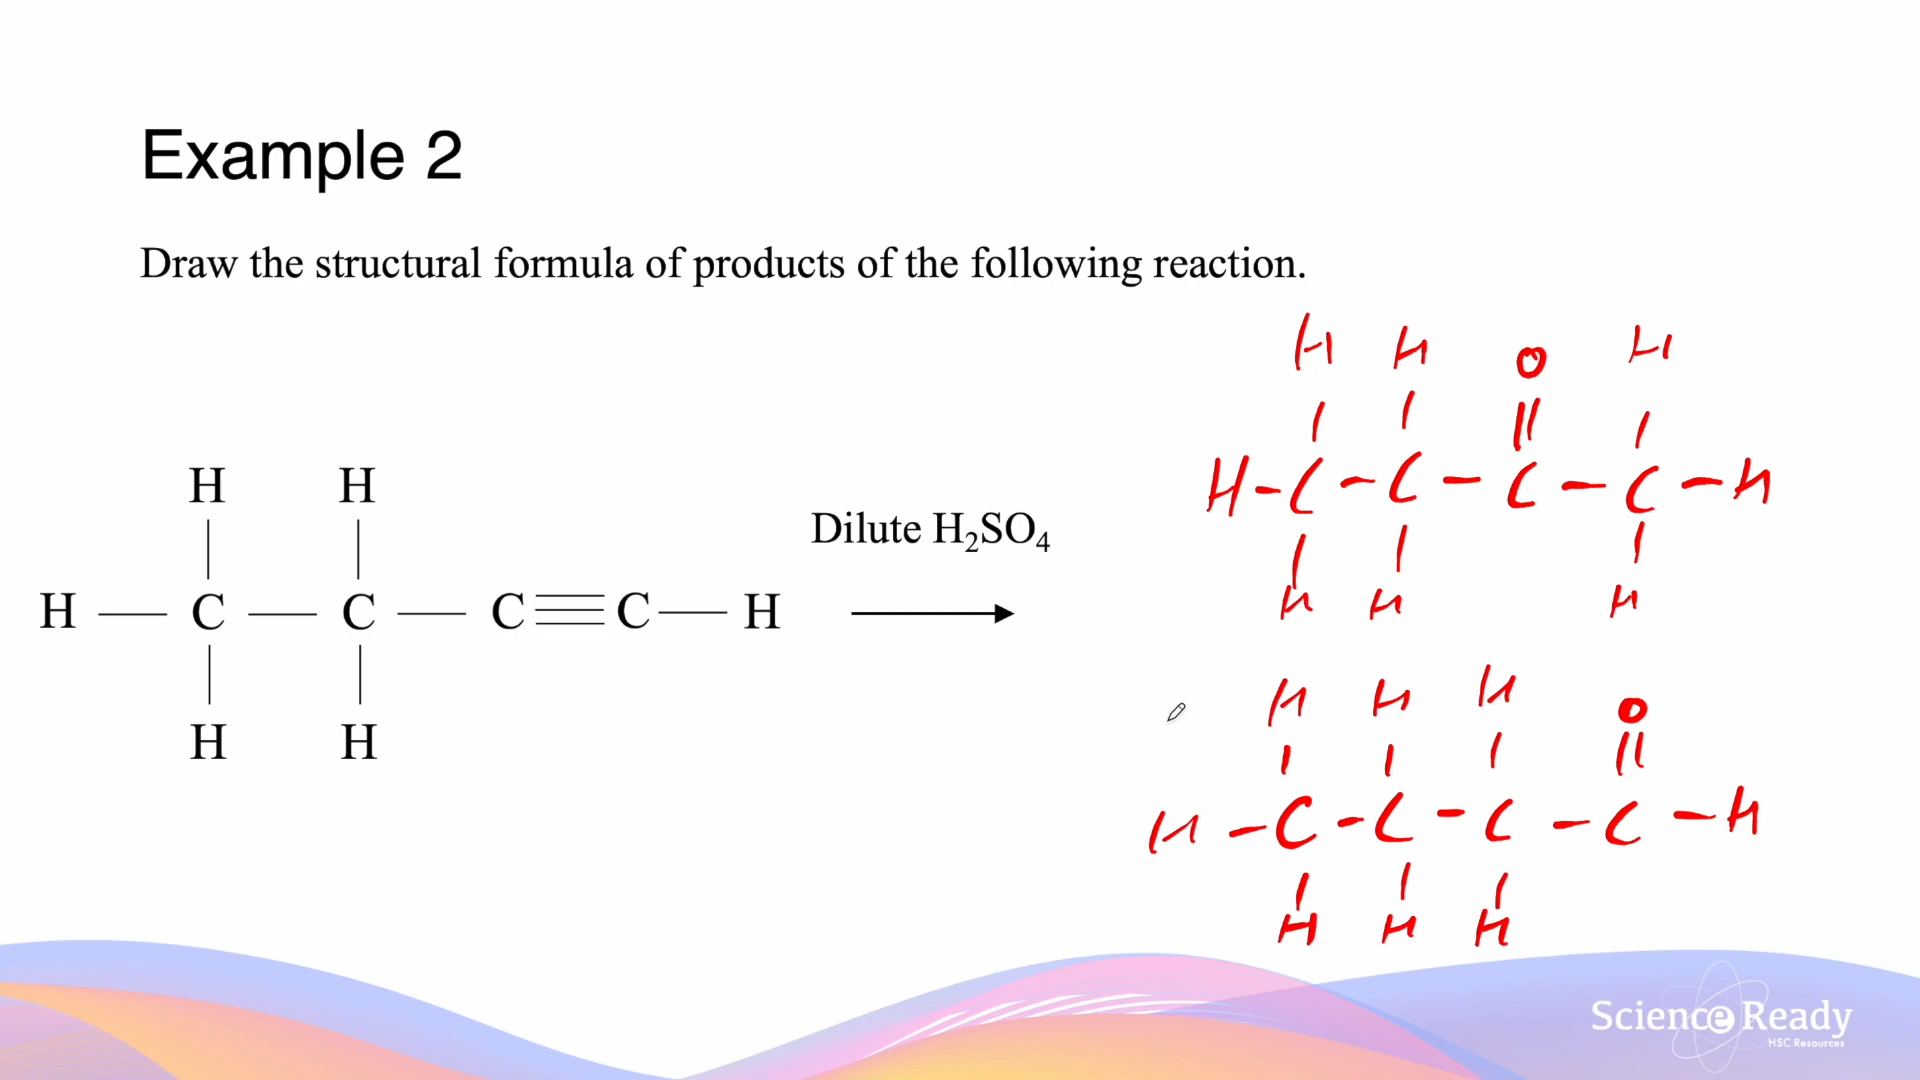 Example 2
Draw the structural formula of products of the following reaction.
H H
H — C — C — C≡C — H
H H
Dilute H₂SO₄
H H O H
H - C - C - C - C - H
H H H
H H H O
H - C - C - C - C - H
H H H
Science Ready
HSC Resources